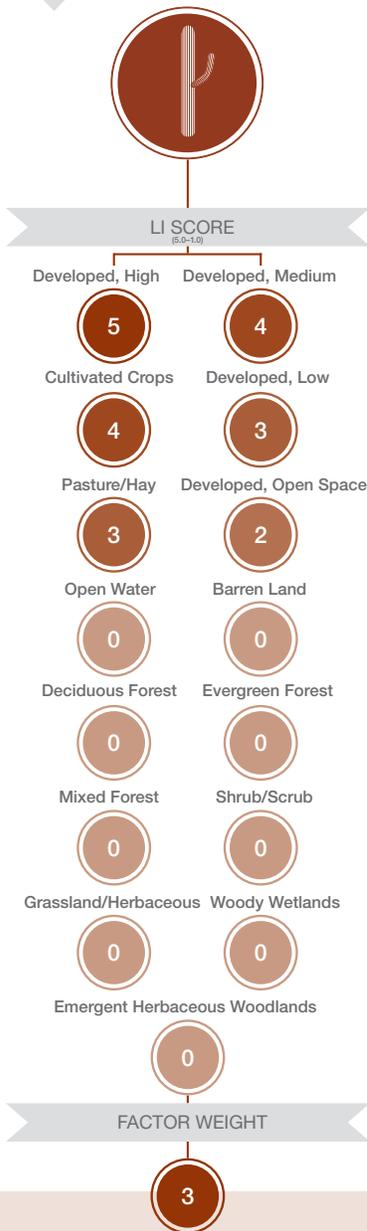 LI SCORE
(5.0–1.0)
Developed, High Developed, Medium
5 4
Cultivated Crops Developed, Low
4 3
Pasture/Hay Developed, Open Space
3 2
Open Water Barren Land
0 0
Deciduous Forest Evergreen Forest
0 0
Mixed Forest Shrub/Scrub
0 0
Grassland/Herbaceous Woody Wetlands
0 0
Emergent Herbaceous Woodlands
0
FACTOR WEIGHT
3